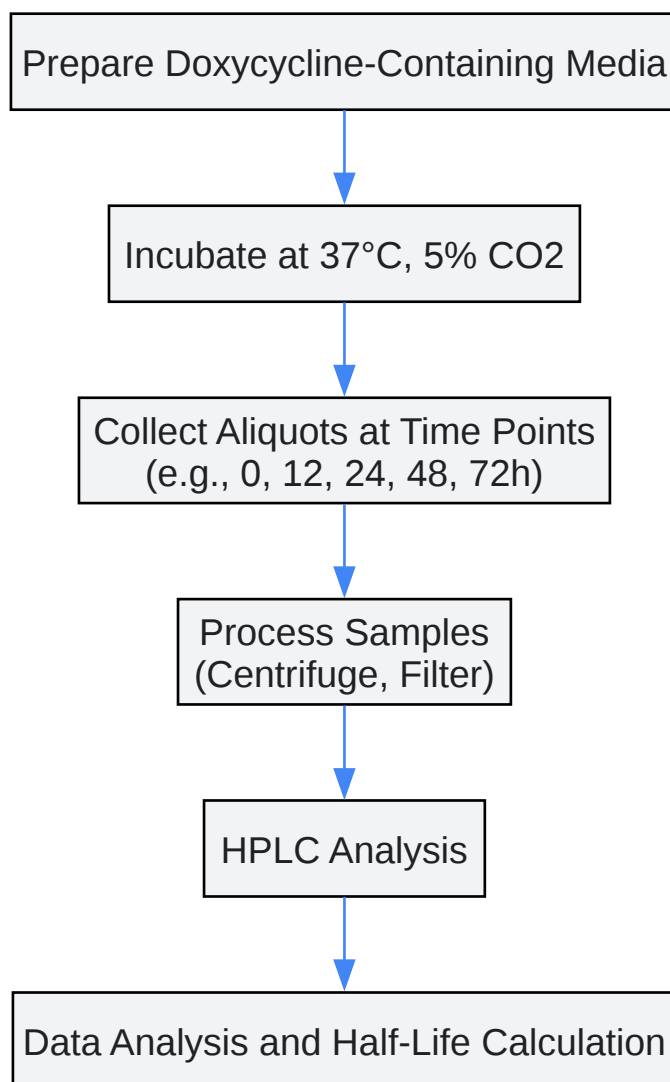 Prepare Doxycycline-Containing Media
Incubate at 37°C, 5% CO2
Collect Aliquots at Time Points
(e.g., 0, 12, 24, 48, 72h)
Process Samples
(Centrifuge, Filter)
HPLC Analysis
Data Analysis and Half-Life Calculation